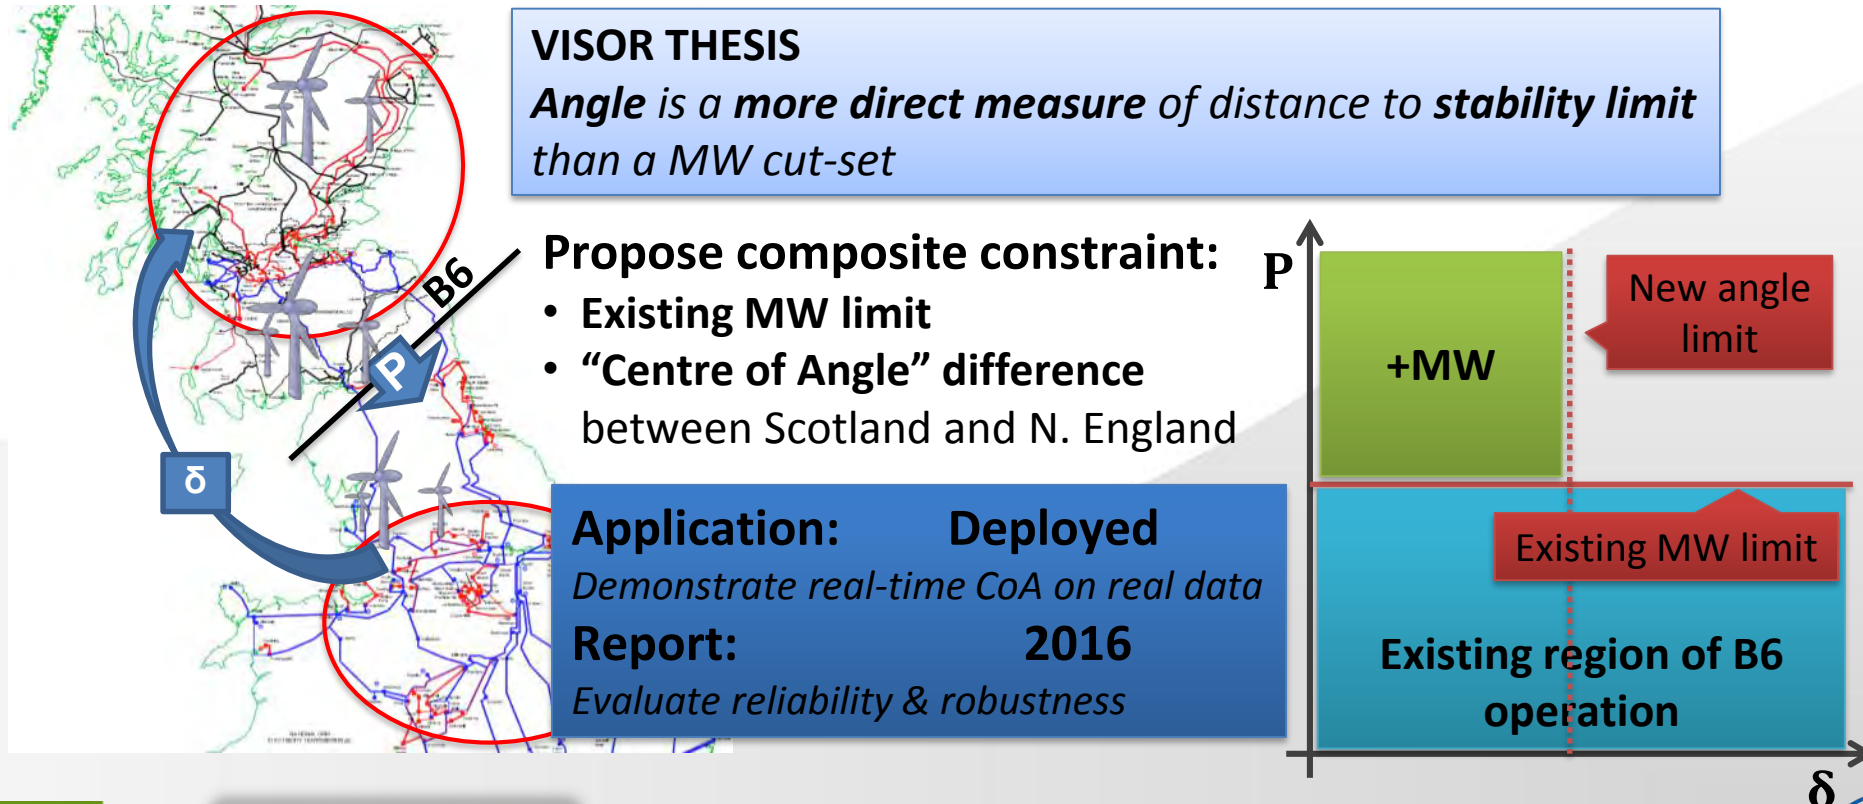 VISOR THESIS
Angle is a more direct measure of distance to stability limit
than a MW cut-set
Propose composite constraint:
• Existing MW limit
• “Centre of Angle” difference
between Scotland and N. England
B6
P
δ
Application: Deployed
Demonstrate real-time CoA on real data
Report: 2016
Evaluate reliability & robustness
P
+MW
New angle
limit
Existing MW limit
Existing region of B6
operation
δ